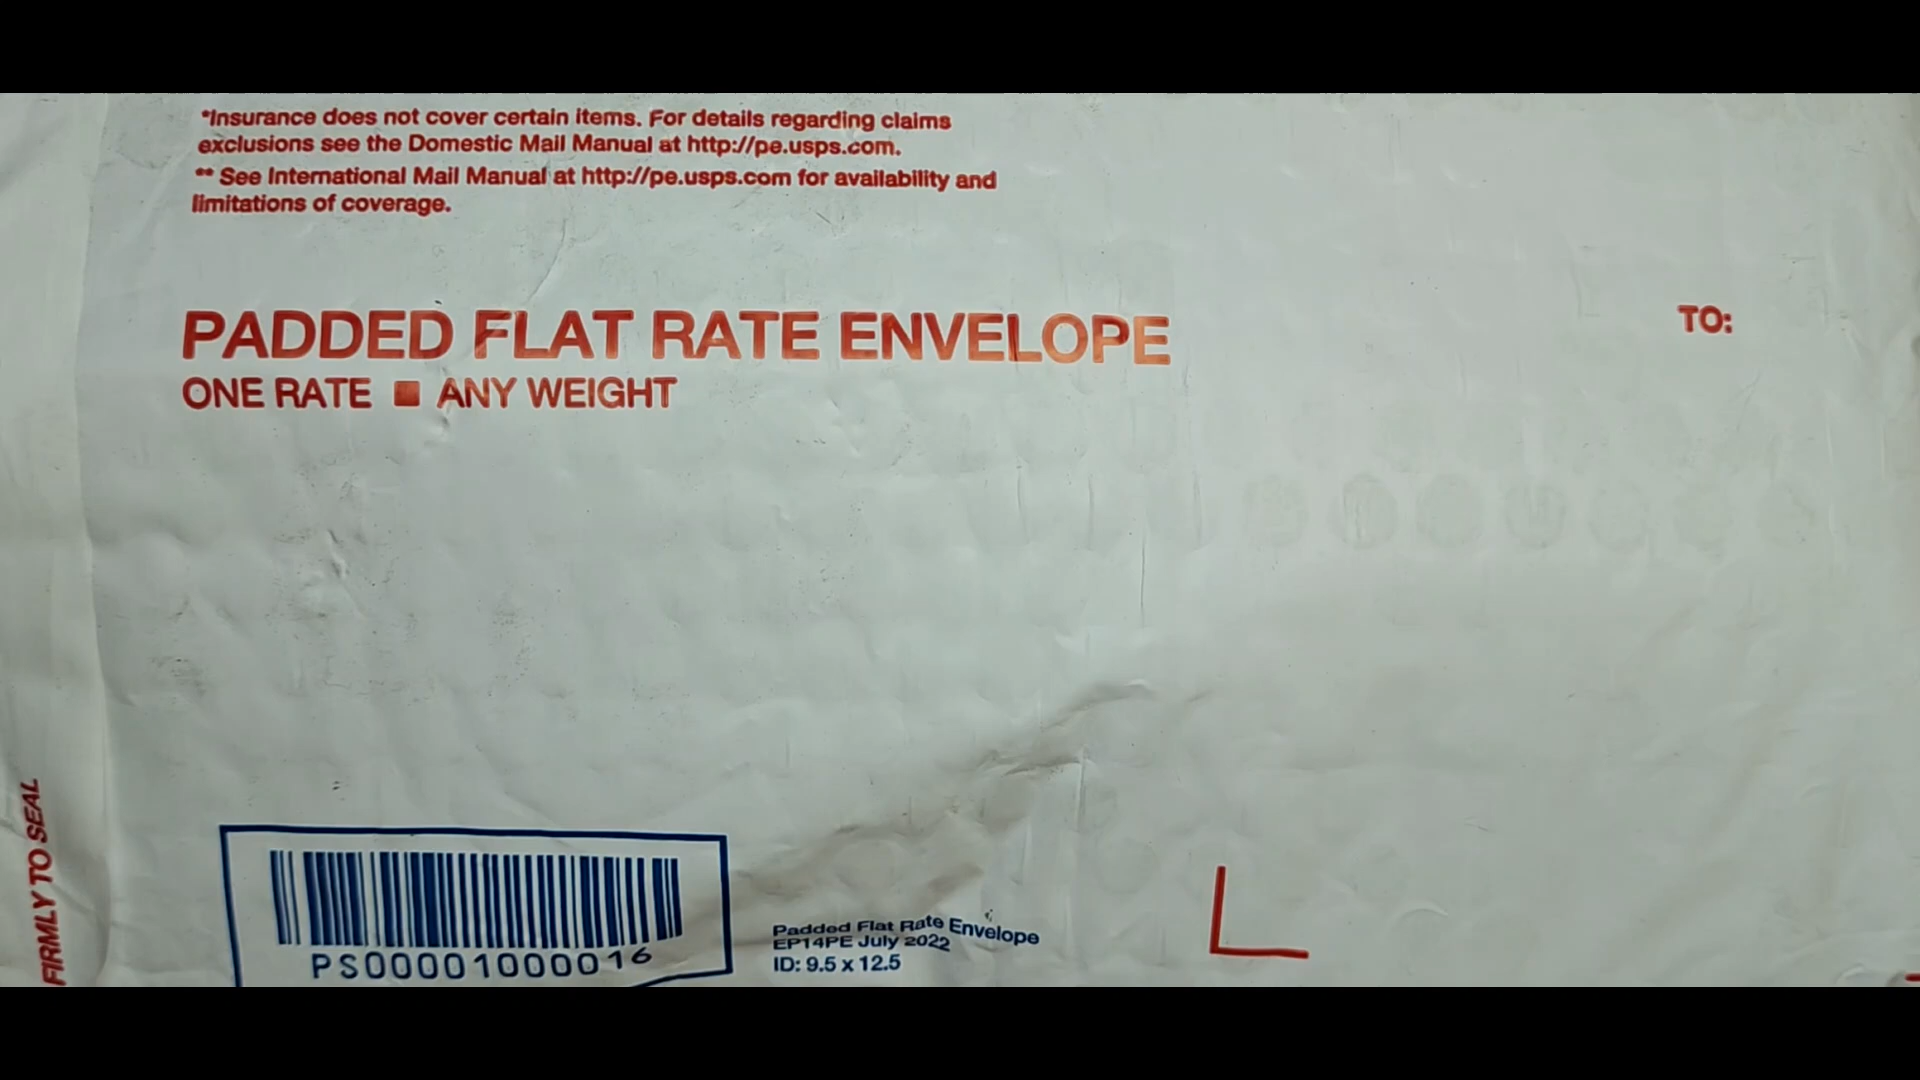 *Insurance does not cover certain items. For details regarding claims
exclusions see the Domestic Mail Manual at http://pe.usps.com.
** See International Mail Manual at http://pe.usps.com for availability and
limitations of coverage.
PADDED FLAT RATE ENVELOPE
ONE RATE ■ ANY WEIGHT
TO:
FIRMLY TO SEAL
PS00001000016
Padded Flat Rate Envelope
EP14PE July 2022
ID: 9.5 x 12.5